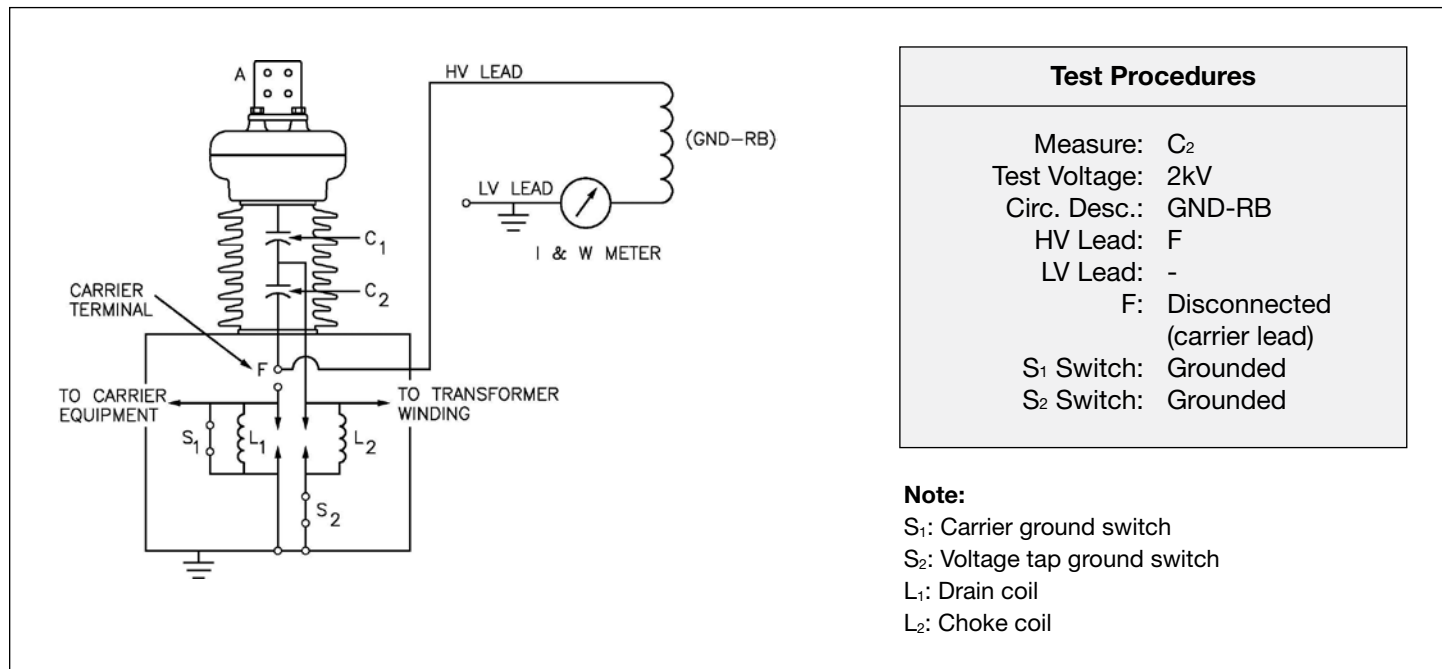 A
HV LEAD
(GND-RB)
LV LEAD
I & W METER
C1
C2
CARRIER
TERMINAL
F
TO CARRIER
EQUIPMENT
TO TRANSFORMER
WINDING
S1
L1
L2
S2
Test Procedures
Measure: C2
Test Voltage: 2kV
Circ. Desc.: GND-RB
HV Lead: F
LV Lead: -
F: Disconnected
(carrier lead)
S1 Switch: Grounded
S2 Switch: Grounded
Note:
S1: Carrier ground switch
S2: Voltage tap ground switch
L1: Drain coil
L2: Choke coil